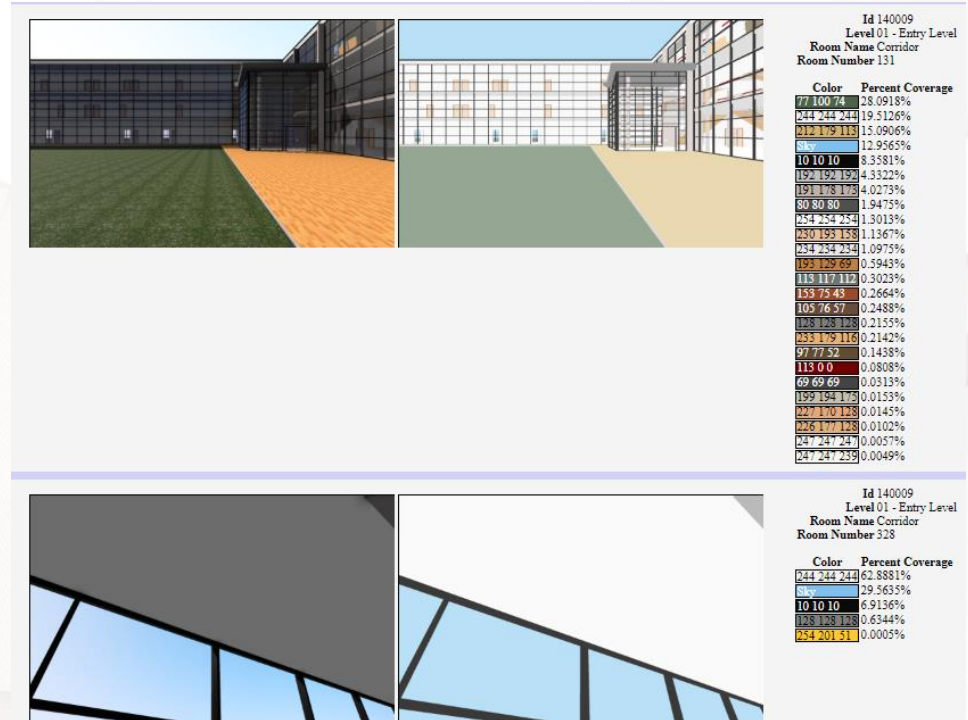 Id 140009
Level 01 - Entry Level
Room Name Corridor
Room Number 131
Color Percent Coverage
77 100 74 28.0918%
244 244 244 19.5126%
212 179 113 15.0906%
Sky 12.9565%
10 10 10 8.3581%
192 192 192 4.3322%
191 178 173 4.0273%
80 80 80 1.9475%
254 254 254 1.3013%
230 193 158 1.1367%
234 234 234 1.0975%
193 129 69 0.5943%
113 117 112 0.3023%
153 75 43 0.2664%
105 76 57 0.2488%
128 128 128 0.2155%
233 179 116 0.2142%
97 77 52 0.1438%
113 0 0 0.0808%
69 69 69 0.0313%
199 194 175 0.0153%
227 170 128 0.0145%
226 177 128 0.0102%
247 247 247 0.0057%
247 247 239 0.0049%
Id 140009
Level 01 - Entry Level
Room Name Corridor
Room Number 328
Color Percent Coverage
244 244 244 62.8881%
Sky 29.5635%
10 10 10 6.9136%
128 128 128 0.6344%
254 201 51 0.0005%